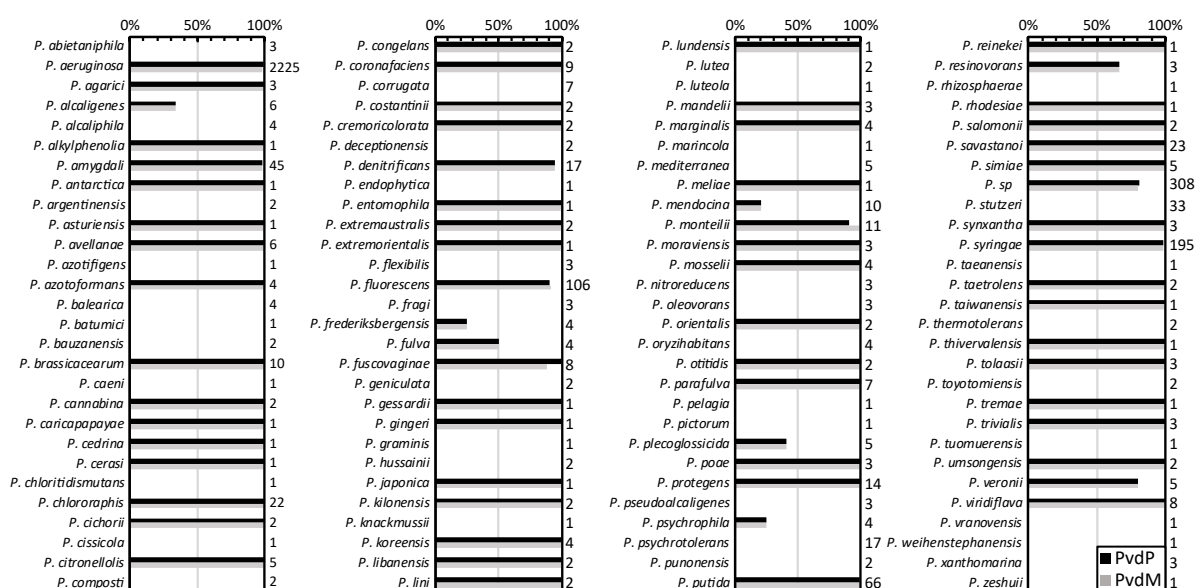 0% 50% 100%
P. abietaniphila 3
P. aeruginosa 2225
P. agarici 3
P. alcaligenes 6
P. alcaliphila 4
P. alkylphenolia 1
P. amygdali 45
P. antarctica 1
P. argentinensis 2
P. asturiensis 1
P. avellanae 6
P. azotifigens 1
P. azotoformans 4
P. balearica 4
P. batumici 1
P. bauzanensis 2
P. brassicacearum 10
P. caeni 1
P. cannabina 2
P. caricapapayae 1
P. cedrina 1
P. cerasi 1
P. chloritidismutans 1
P. chlororaphis 22
P. cichorii 2
P. cissicola 1
P. citronellolis 5
P. composti 2
0% 50% 100%
P. congelans 2
P. coronafaciens 9
P. corrugata 7
P. costantinii 2
P. cremoricolorata 2
P. deceptionensis 2
P. denitrificans 17
P. endophytica 1
P. entomophila 1
P. extremaustralis 2
P. extremorientalis 1
P. flexibilis 3
P. fluorescens 106
P. fragi 3
P. frederiksbergensis 4
P. fulva 4
P. fuscovaginae 8
P. geniculata 2
P. gessardii 1
P. gingeri 1
P. graminis 1
P. hussainii 2
P. japonica 1
P. kilonensis 2
P. knackmussii 1
P. koreensis 4
P. libanensis 2
P. lini 2
0% 50% 100%
P. lundensis 1
P. lutea 2
P. luteola 1
P. mandelii 3
P. marginalis 4
P. marincola 1
P. mediterranea 5
P. meliae 1
P. mendocina 10
P. monteilii 11
P. moraviensis 3
P. mosselii 4
P. nitroreducens 3
P. oleovorans 3
P. orientalis 2
P. oryzihabitans 4
P. otitidis 2
P. parafulva 7
P. pelagia 1
P. pictorum 1
P. plecoglossicida 5
P. poae 3
P. protegens 14
P. pseudoalcaligenes 3
P. psychrophila 4
P. psychrotolerans 17
P. punonensis 2
P. putida 66
0% 50% 100%
P. reinekei 1
P. resinovorans 3
P. rhizosphaerae 1
P. rhodesiae 1
P. salomonii 2
P. savastanoi 23
P. simiae 5
P. sp 308
P. stutzeri 33
P. synxantha 3
P. syringae 195
P. taeanensis 1
P. taetrolens 2
P. taiwanensis 1
P. thermotolerans 2
P. thivervalensis 1
P. tolaasii 3
P. toyotomiensis 2
P. tremae 1
P. trivialis 3
P. tuomuerensis 1
P. umsongensis 2
P. veronii 5
P. viridiflava 8
P. vranovensis 1
P. weihenstephanensis 1
P. xanthomarina 3
P. zeshuii 1
PvdP
PvdM